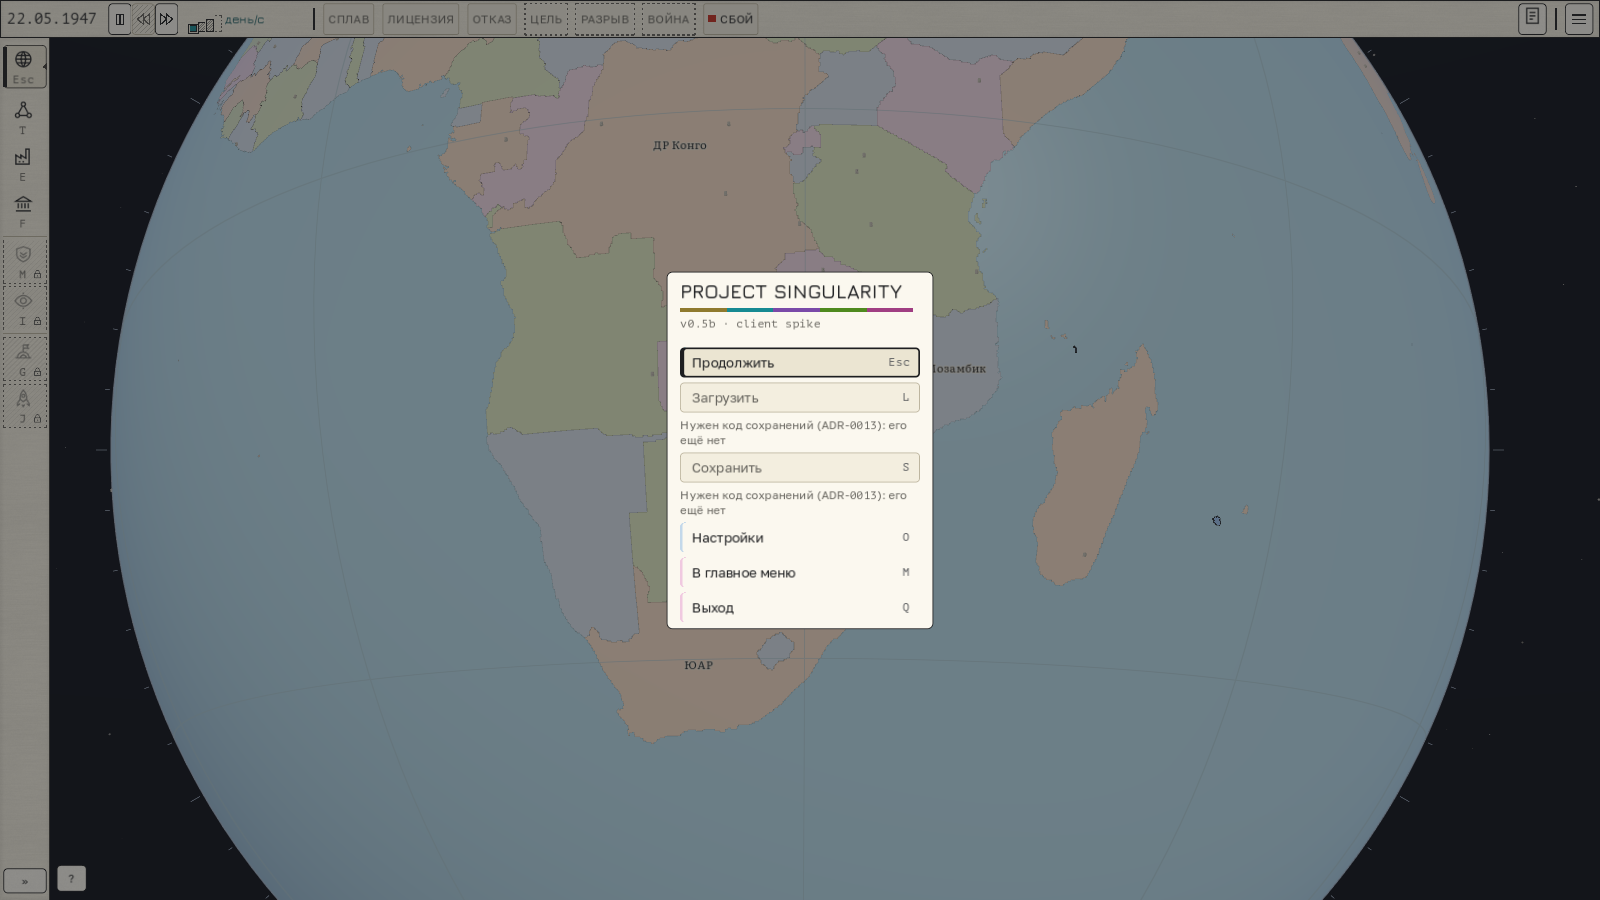 22.05.1947
день/с
СПЛАВ
ЛИЦЕНЗИЯ
ОТКАЗ
ЦЕЛЬ
РАЗРЫВ
ВОЙНА
СБОЙ
Esc
T
E
F
M
I
G
J
»
?
ДР Конго
озамбик
ЮАР
PROJECT SINGULARITY
v0.5b · client spike
Продолжить Esc
Загрузить L
Нужен код сохранений (ADR-0013): его
ещё нет
Сохранить S
Нужен код сохранений (ADR-0013): его
ещё нет
Настройки O
В главное меню M
Выход Q